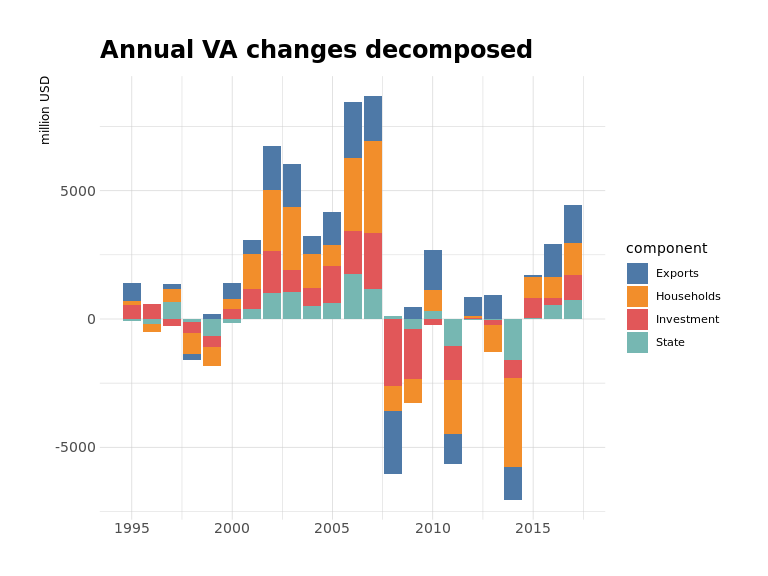 Annual VA changes decomposed
million USD
5000
0
-5000
1995 2000 2005 2010 2015
component
Exports
Households
Investment
State